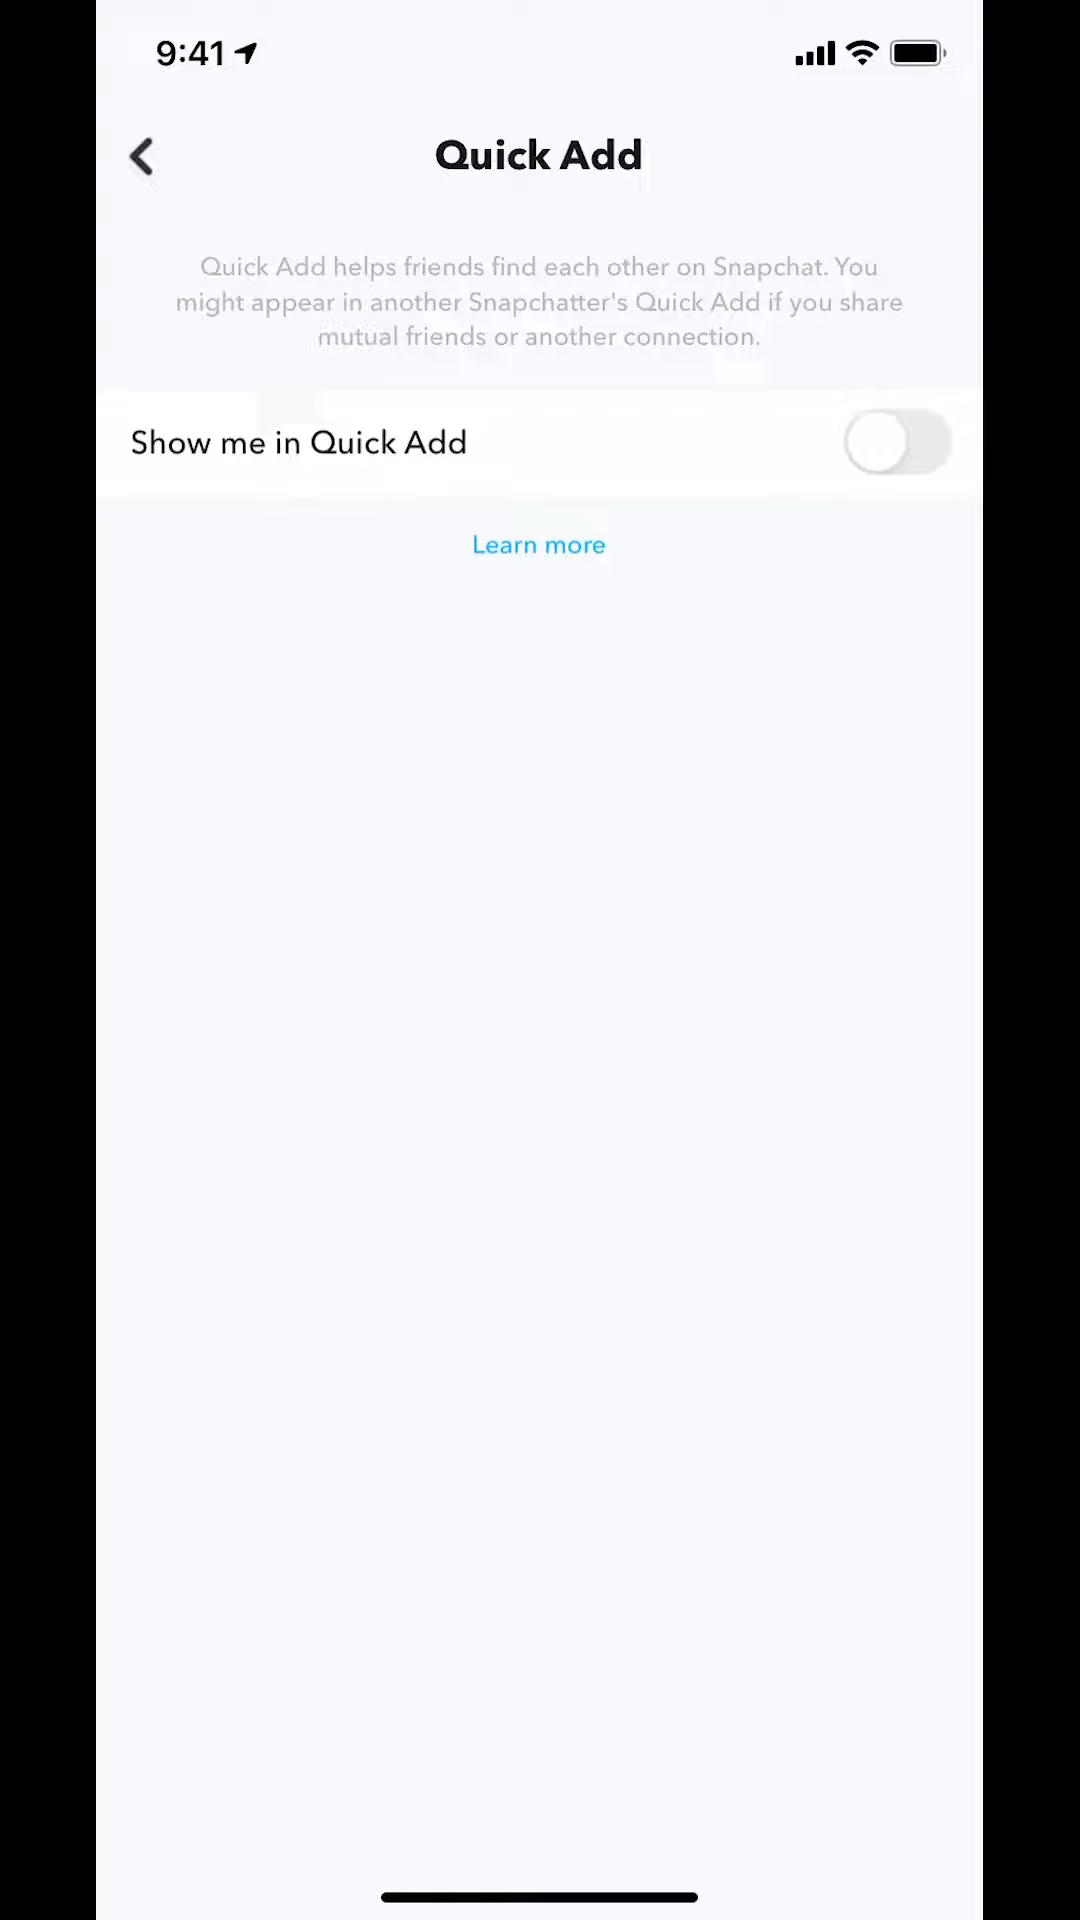 9:41
Quick Add
Quick Add helps friends find each other on Snapchat. You
might appear in another Snapchatter's Quick Add if you share
mutual friends or another connection.
Show me in Quick Add
Learn more